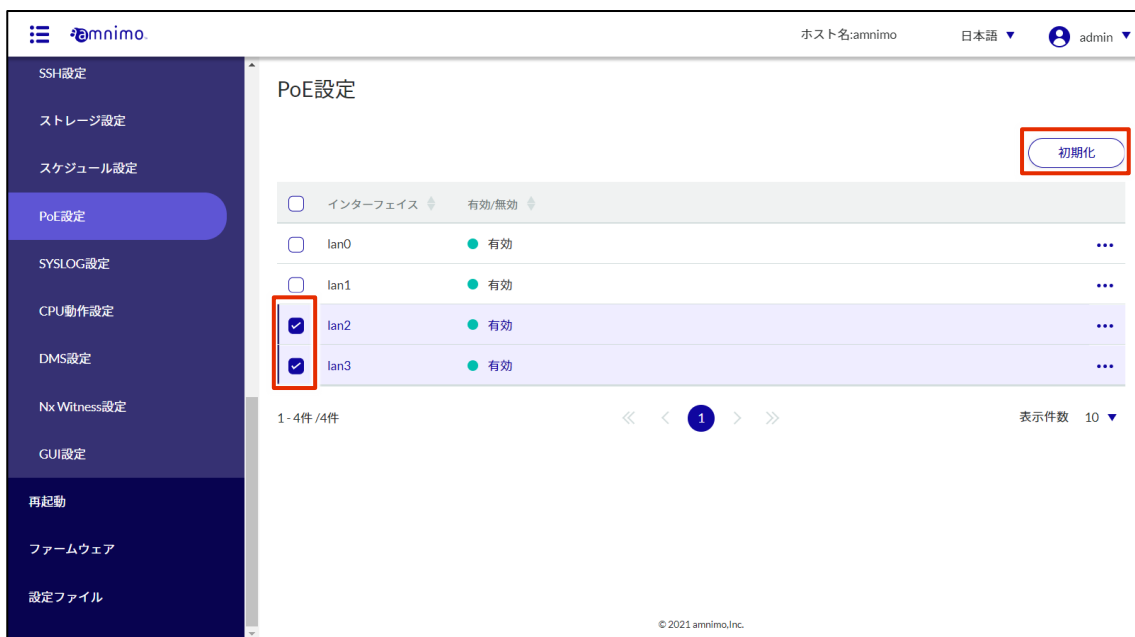 amnimo
ホスト名:amnimo
日本語
admin
SSH設定
ストレージ設定
スケジュール設定
PoE設定
SYSLOG設定
CPU動作設定
DMS設定
Nx Witness設定
GUI設定
再起動
ファームウェア
設定ファイル
PoE設定
初期化
インターフェイス 有効/無効
lan0 有効
lan1 有効
lan2 有効
lan3 有効
1 - 4件 /4件
1
表示件数 10
© 2021 amnimo,Inc.